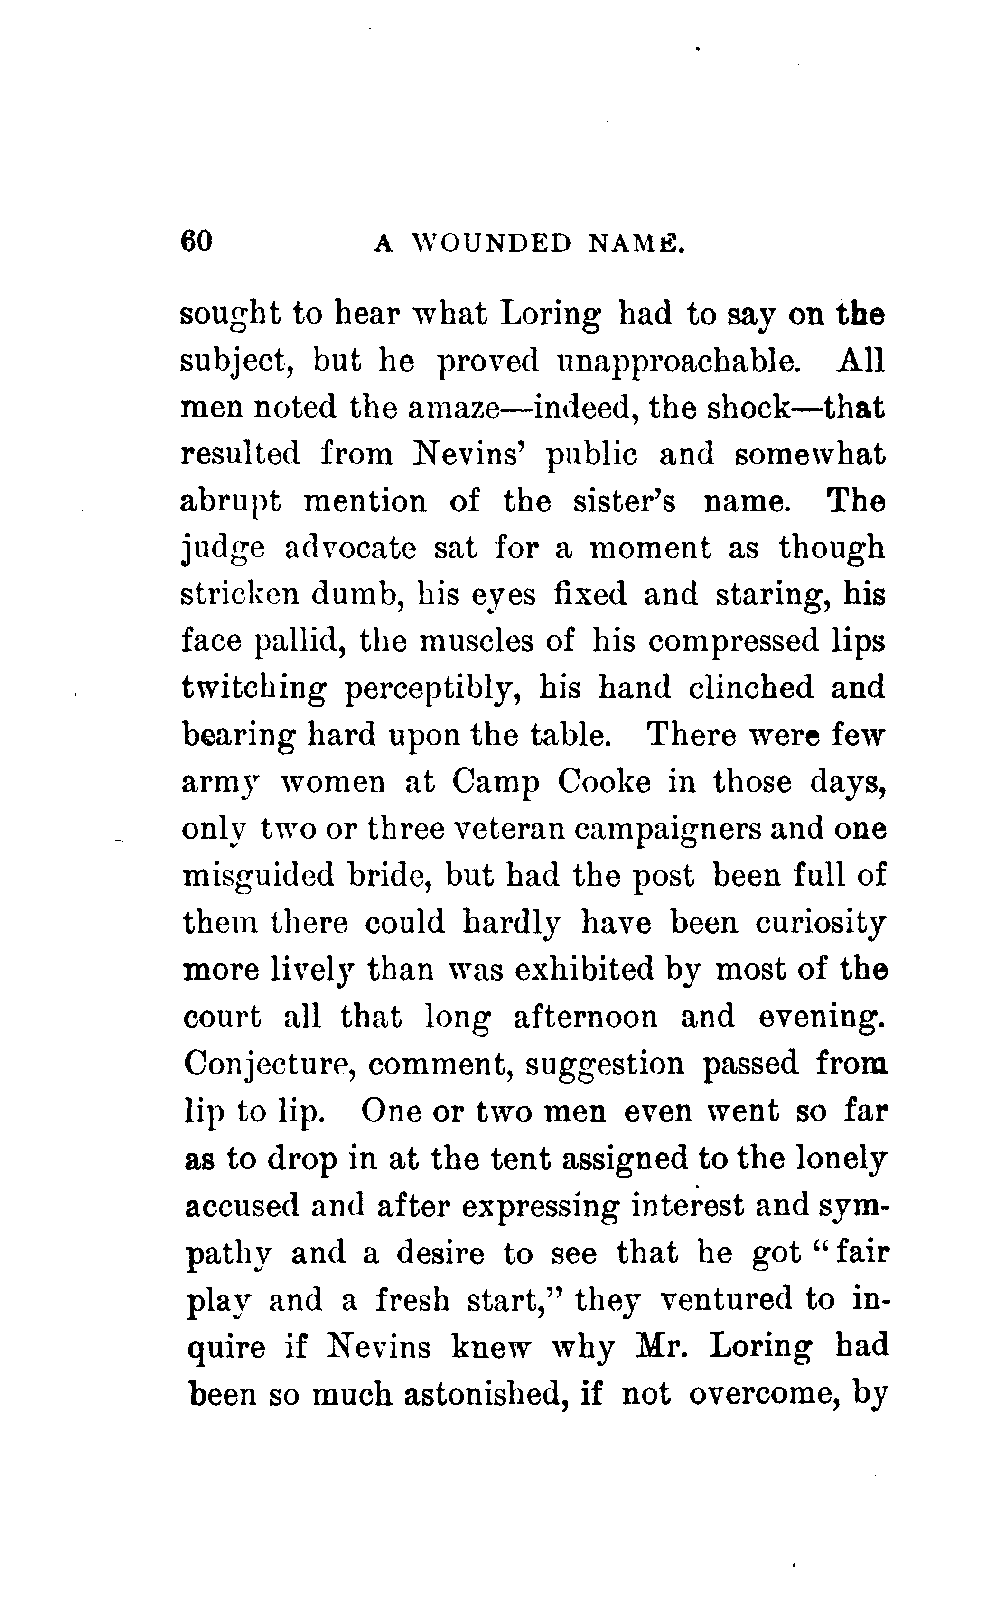 60 A WOUNDED NAME.
sought to hear what Loring had to say on the
subject, but he proved unapproachable. All
men noted the amaze—indeed, the shock—that
resulted from Nevins' public and somewhat
abrupt mention of the sister's name. The
judge advocate sat for a moment as though
stricken dumb, his eyes fixed and staring, his
face pallid, the muscles of his compressed lips
twitching perceptibly, his hand clinched and
bearing hard upon the table. There were few
army women at Camp Cooke in those days,
only two or three veteran campaigners and one
misguided bride, but had the post been full of
them there could hardly have been curiosity
more lively than was exhibited by most of the
court all that long afternoon and evening.
Conjecture, comment, suggestion passed from
lip to lip. One or two men even went so far
as to drop in at the tent assigned to the lonely
accused and after expressing interest and sym-
pathy and a desire to see that he got "fair
play and a fresh start," they ventured to in-
quire if Nevins knew why Mr. Loring had
been so much astonished, if not overcome, by